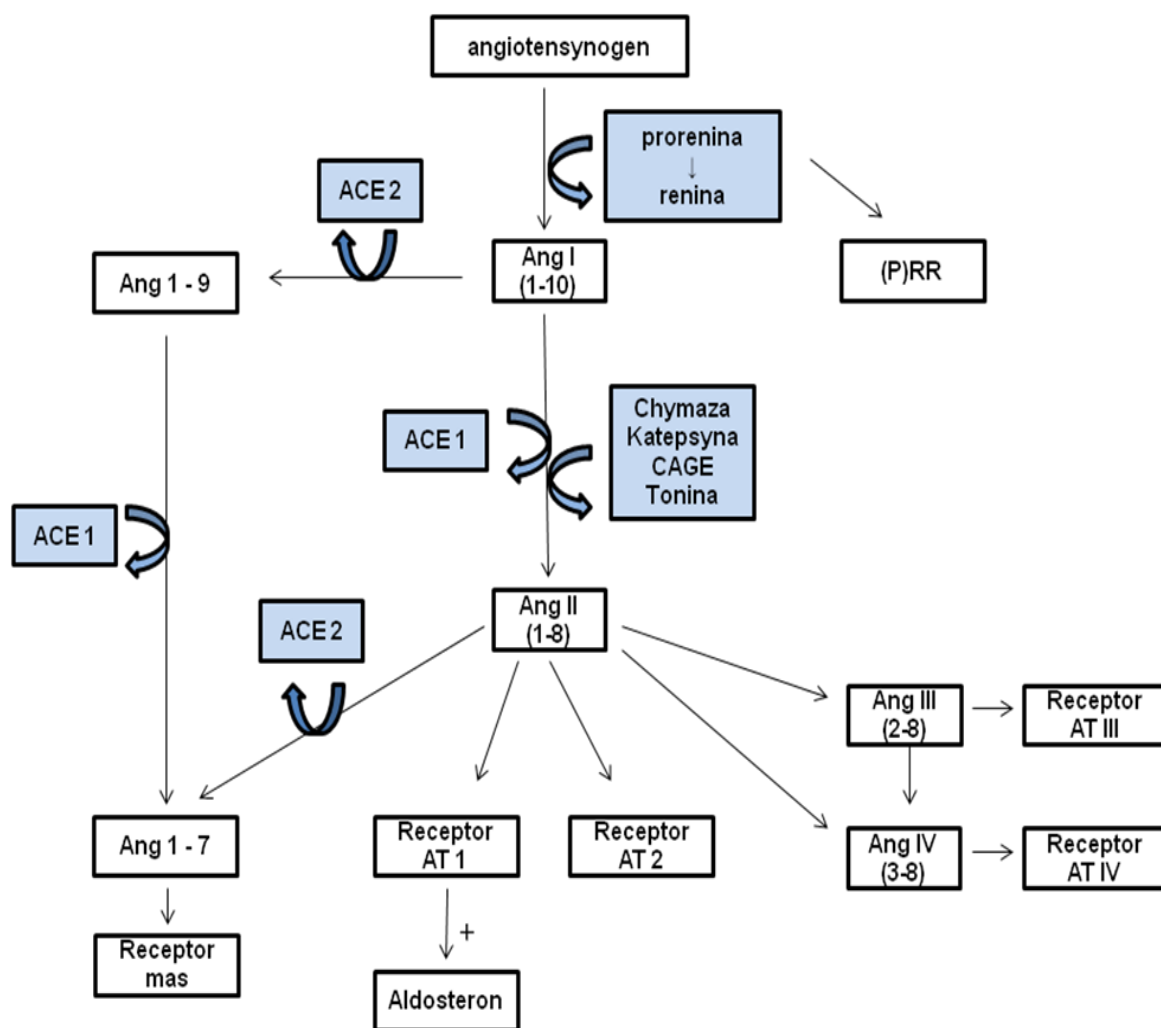 angiotensynogen
prorenina
↓
renina
ACE 2
Ang 1 - 9
Ang I
(1-10)
(P)RR
ACE 1
Chymaza
Katepsyna
CAGE
Tonina
ACE 1
ACE 2
Ang II
(1-8)
Ang III
(2-8)
Receptor
AT III
Ang 1 - 7
Receptor
AT 1
Receptor
AT 2
Ang IV
(3-8)
Receptor
AT IV
+
Receptor
mas
Aldosteron